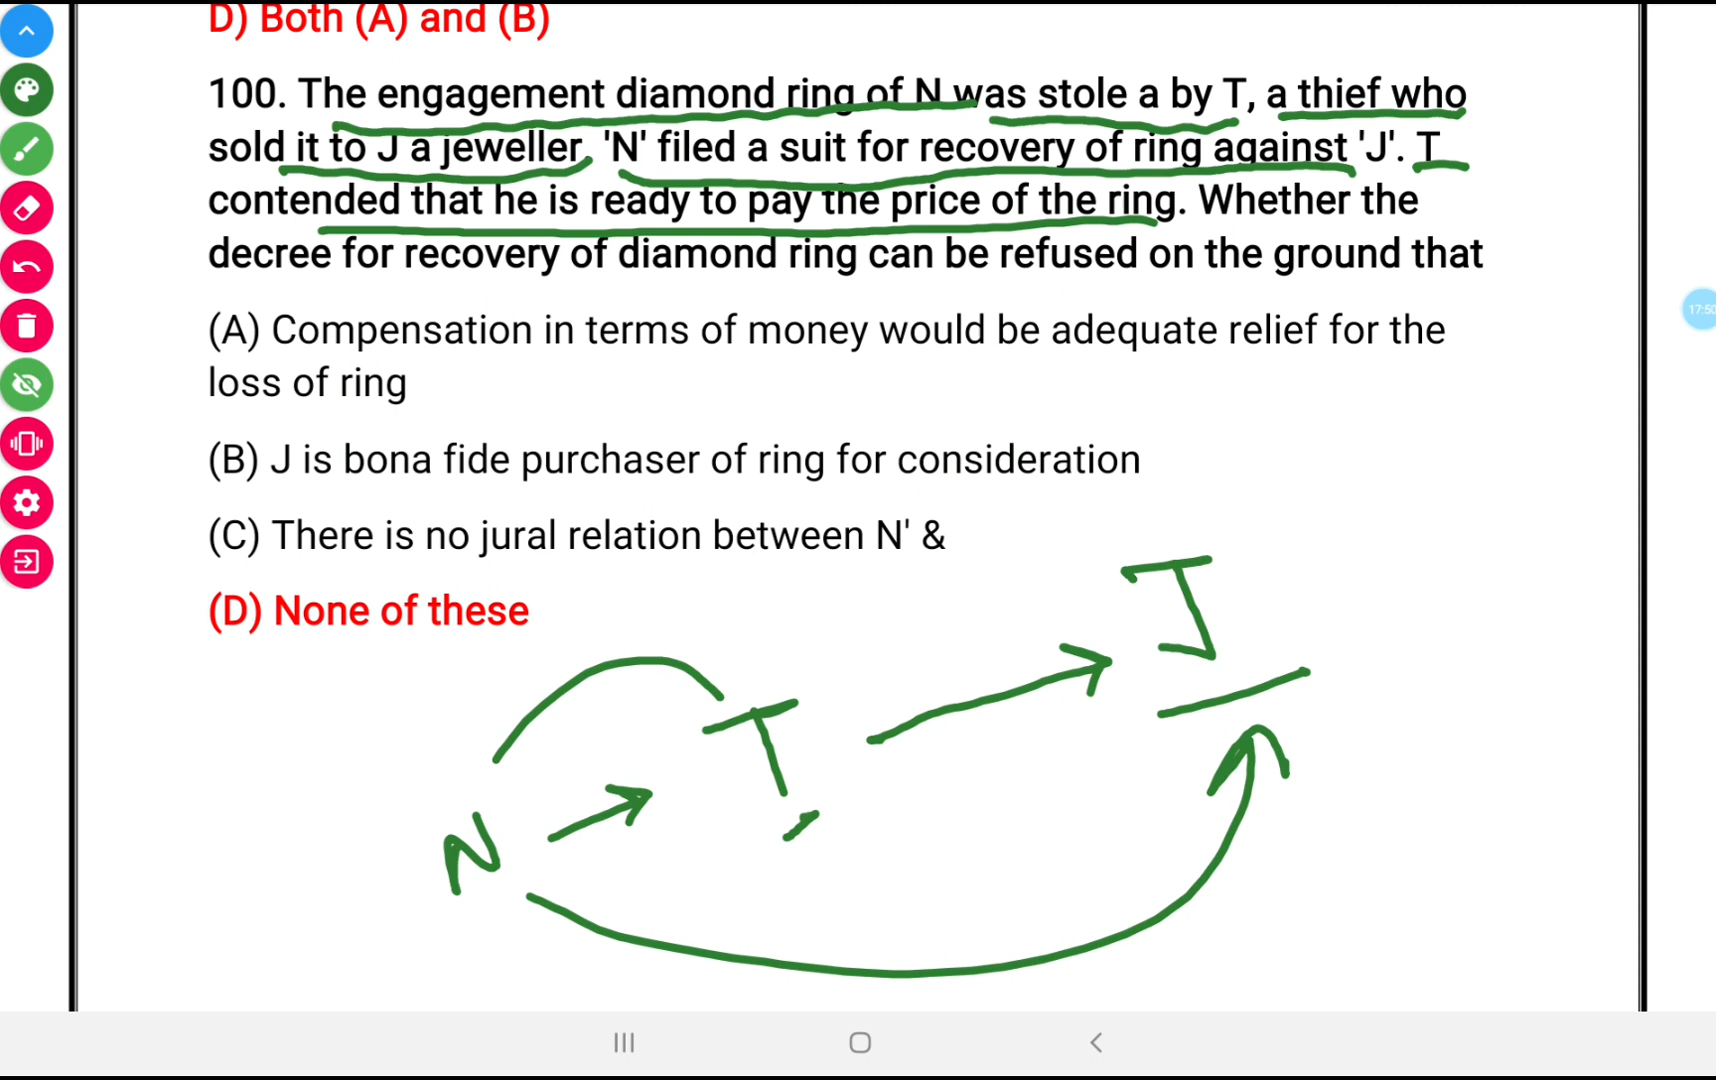 D) Both (A) and (B)
100. The engagement diamond ring of N was stole a by T, a thief who
sold it to J a jeweller, 'N' filed a suit for recovery of ring against 'J'. T
contended that he is ready to pay the price of the ring. Whether the
decree for recovery of diamond ring can be refused on the ground that
(A) Compensation in terms of money would be adequate relief for the
loss of ring
(B) J is bona fide purchaser of ring for consideration
(C) There is no jural relation between N' &
(D) None of these
J
T
N
17:50